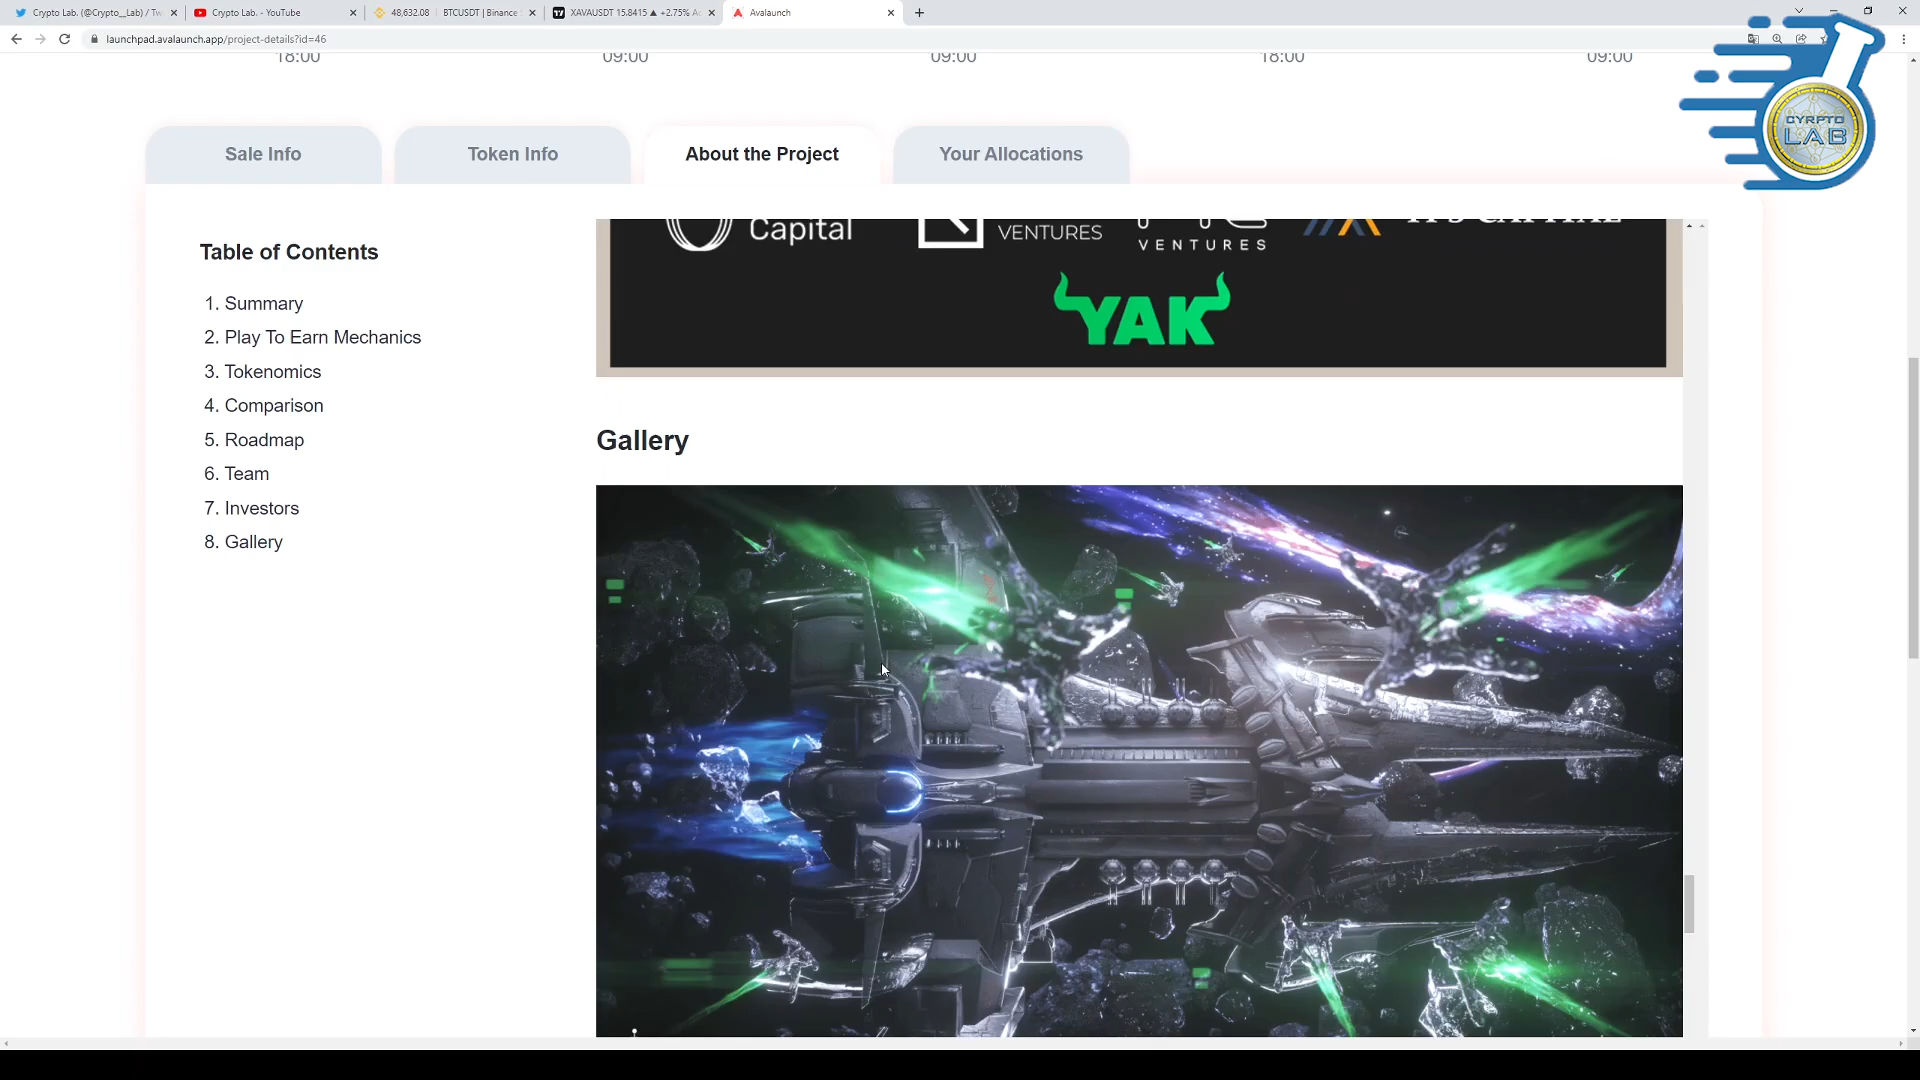 Crypto Lab. (@Crypto__Lab) / Tw
Crypto Lab. - YouTube
48,632.08 | BTCUSDT | Binance
XAVAUSDT 15.8415 ▲ +2.75%
Avalaunch
launchpad.avalaunch.app/project-details?id=46
18:00
09:00
09:00
18:00
09:00
CYRPTO
LAB
Sale Info
Token Info
About the Project
Your Allocations
Table of Contents
1. Summary
2. Play To Earn Mechanics
3. Tokenomics
4. Comparison
5. Roadmap
6. Team
7. Investors
8. Gallery
Capital
VENTURES
VENTURES
YAK
Gallery